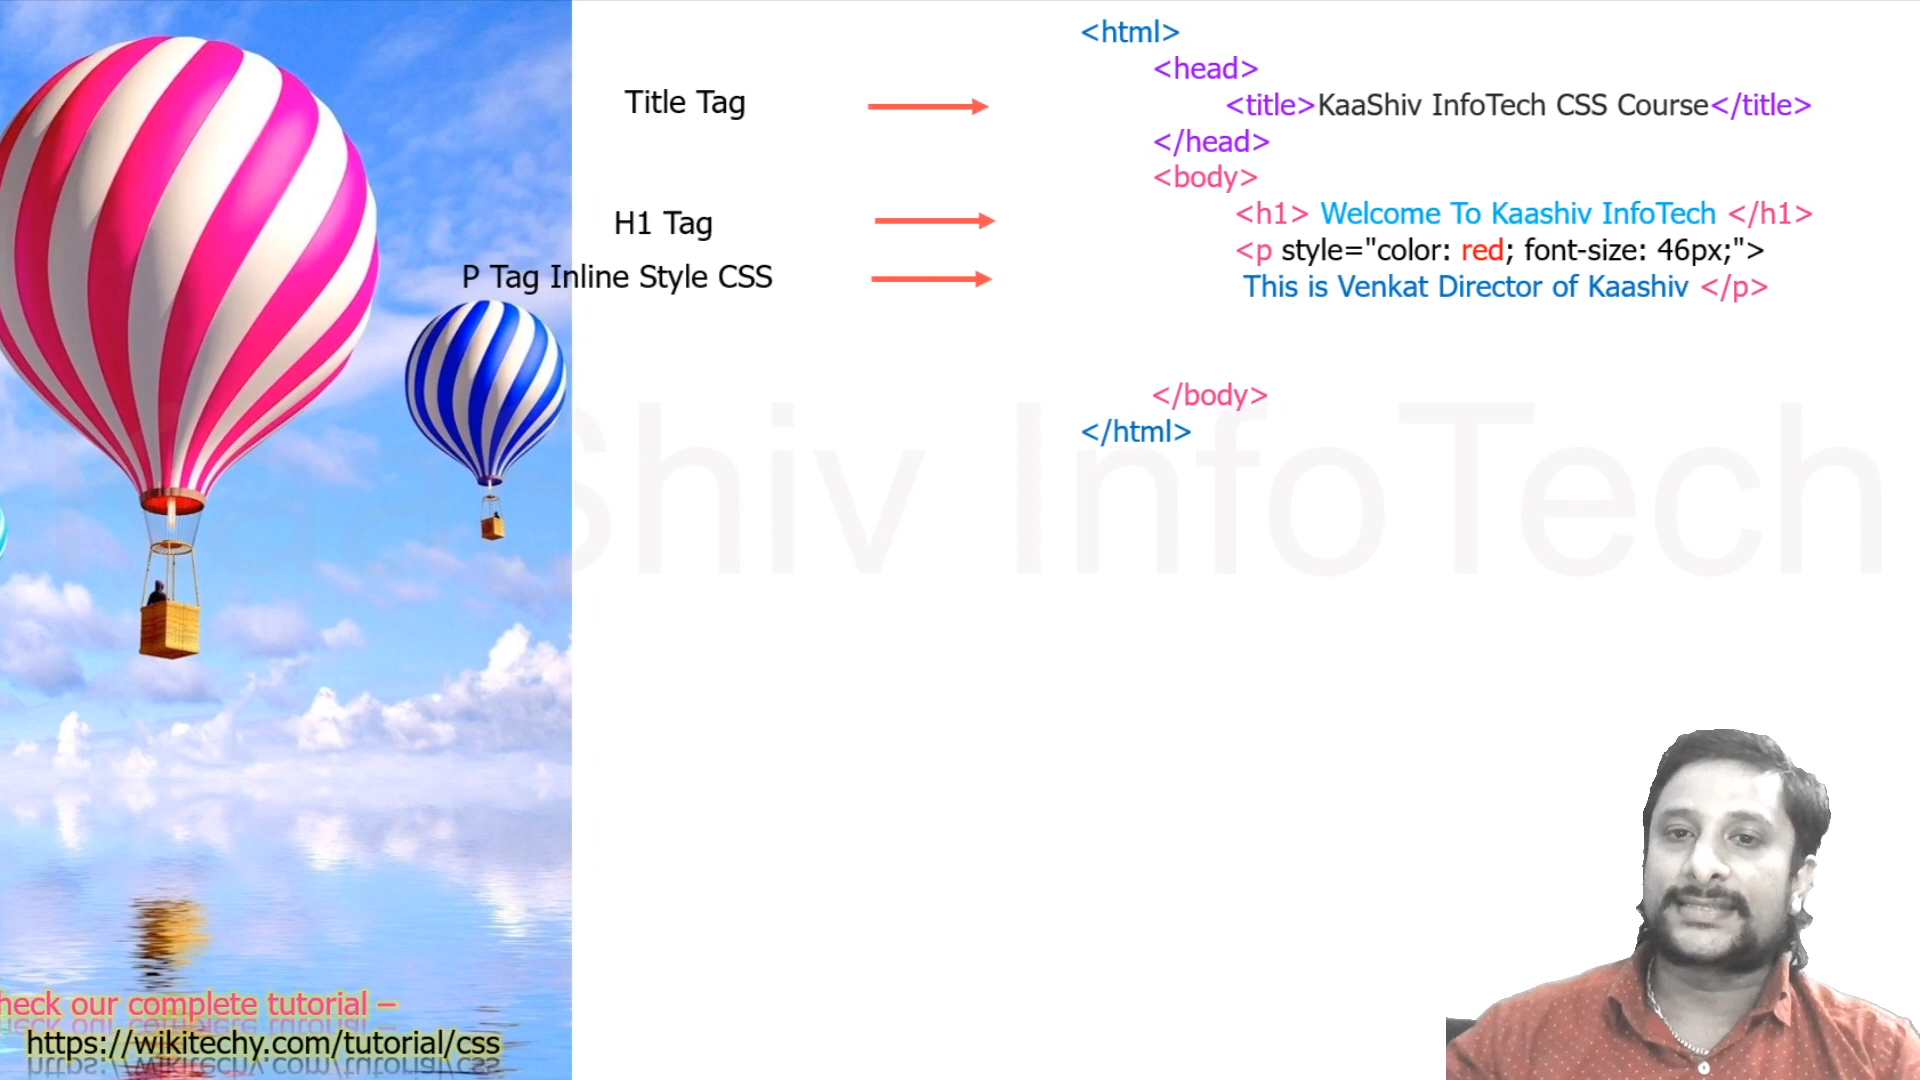 <html>
<head>
Title Tag
<title>KaaShiv InfoTech CSS Course</title>
</head>
<body>
H1 Tag
<h1> Welcome To Kaashiv InfoTech </h1>
<p style="color: red; font-size: 46px;">
P Tag Inline Style CSS
This is Venkat Director of Kaashiv </p>
</body>
</html>
Shiv InfoTech
heck our complete tutorial –
https://wikitechy.com/tutorial/css